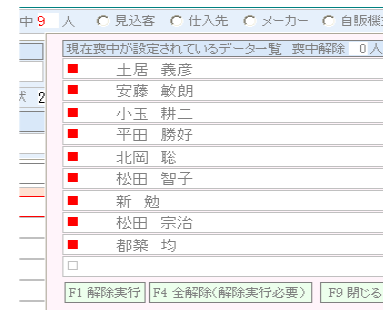 中 9 人 見込客 仕入先 メーカー 自販機
現在喪中が設定されているデーター覧 喪中解除 0人
土居 義彦
安藤 敏朗
状 2
小玉 耕二
平田 勝好
北岡 聡
松田 智子
新 勉
松田 宗治
都築 均
F1 解除実行 F4 全解除(解除実行必要) F9 閉じる